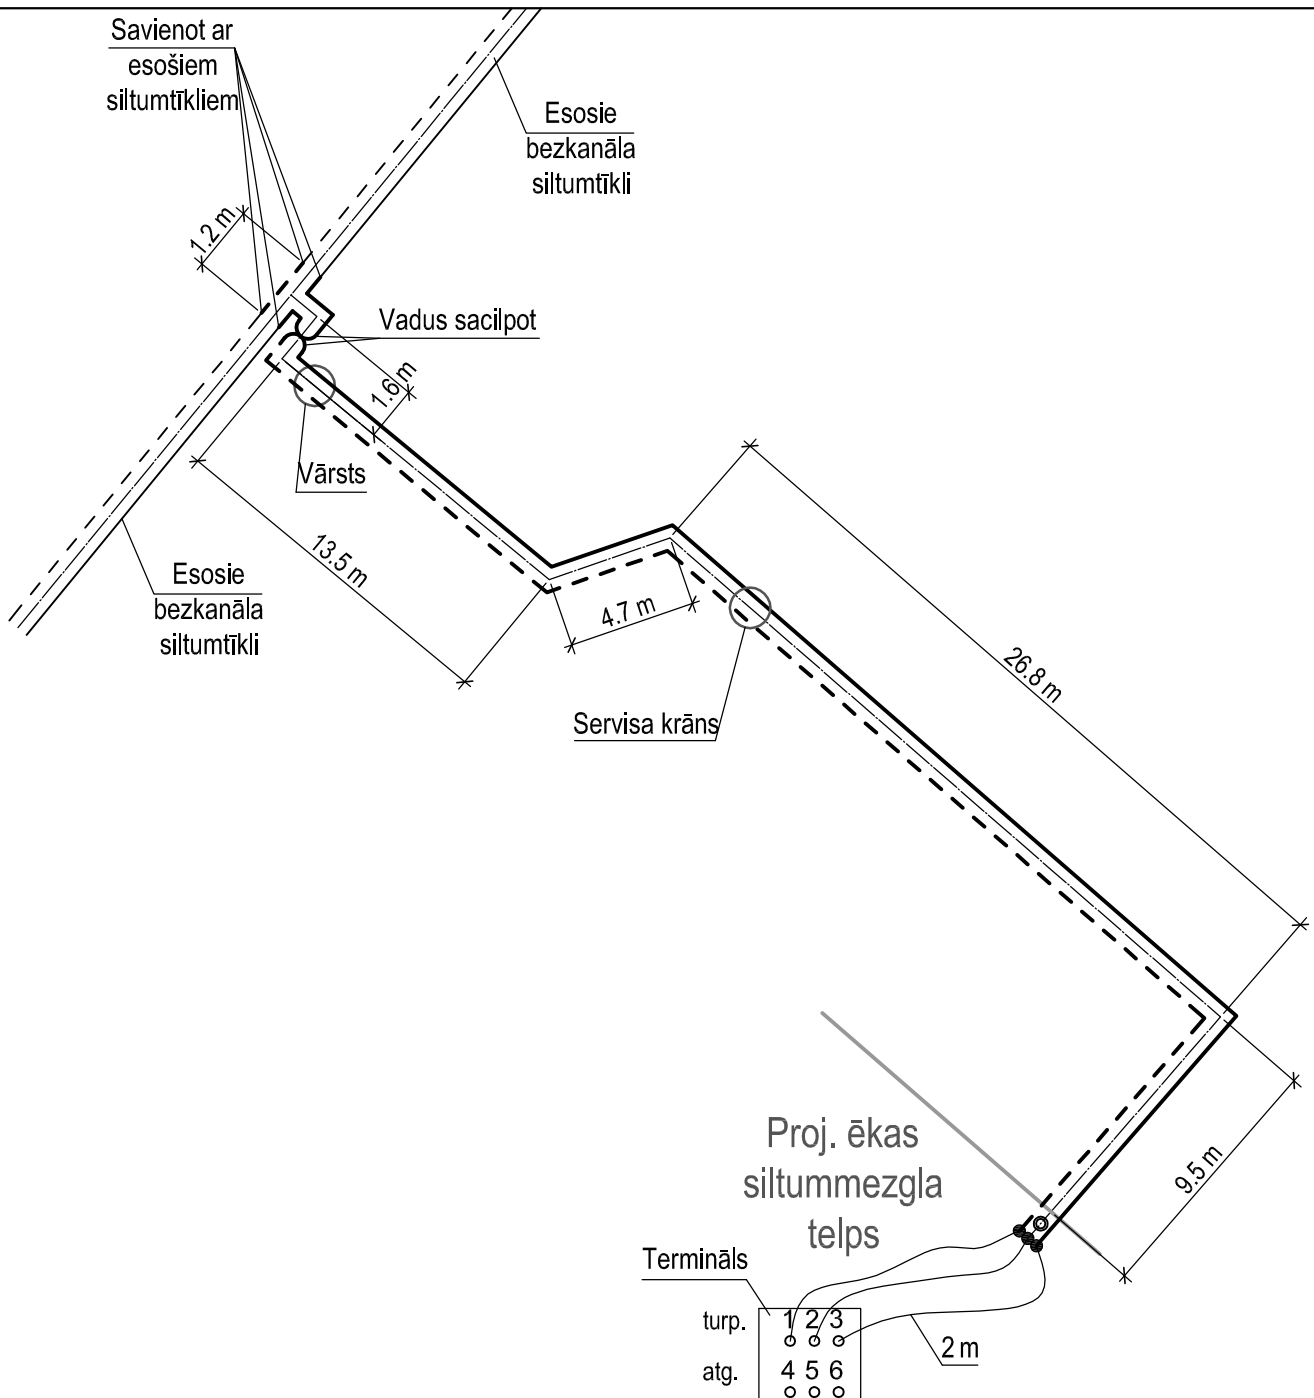 Savienot ar
esošiem
siltumtīkliem
Esosie
bezkanāla
siltumtīkli
1.2 m
Vadus sacilpot
1.6 m
Vārsts
13.5 m
Esosie
bezkanāla
siltumtīkli
4.7 m
26.8 m
Servisa krāns
Proj. ēkas
siltummezgla
telps
9.5 m
Termināls
turp. 1 2 3
2 m
atg. 4 5 6